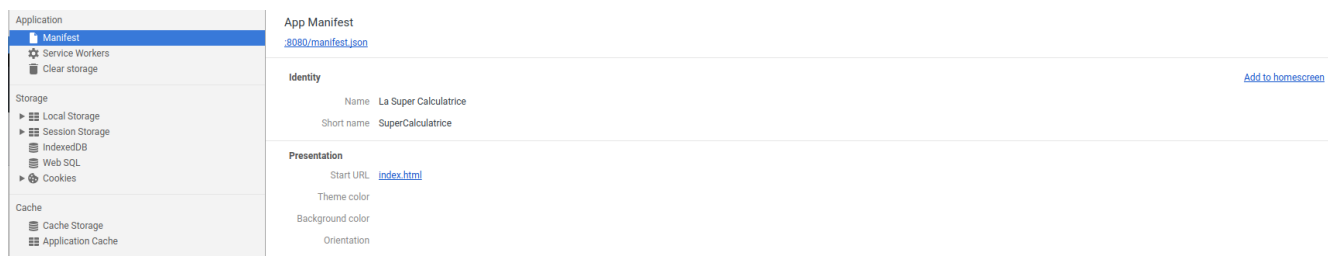 Application
Manifest
Service Workers
Clear storage
Storage
Local Storage
Session Storage
IndexedDB
Web SQL
Cookies
Cache
Cache Storage
Application Cache
App Manifest
:8080/manifest.json
Identity
Add to homescreen
Name La Super Calculatrice
Short name SuperCalculatrice
Presentation
Start URL index.html
Theme color
Background color
Orientation